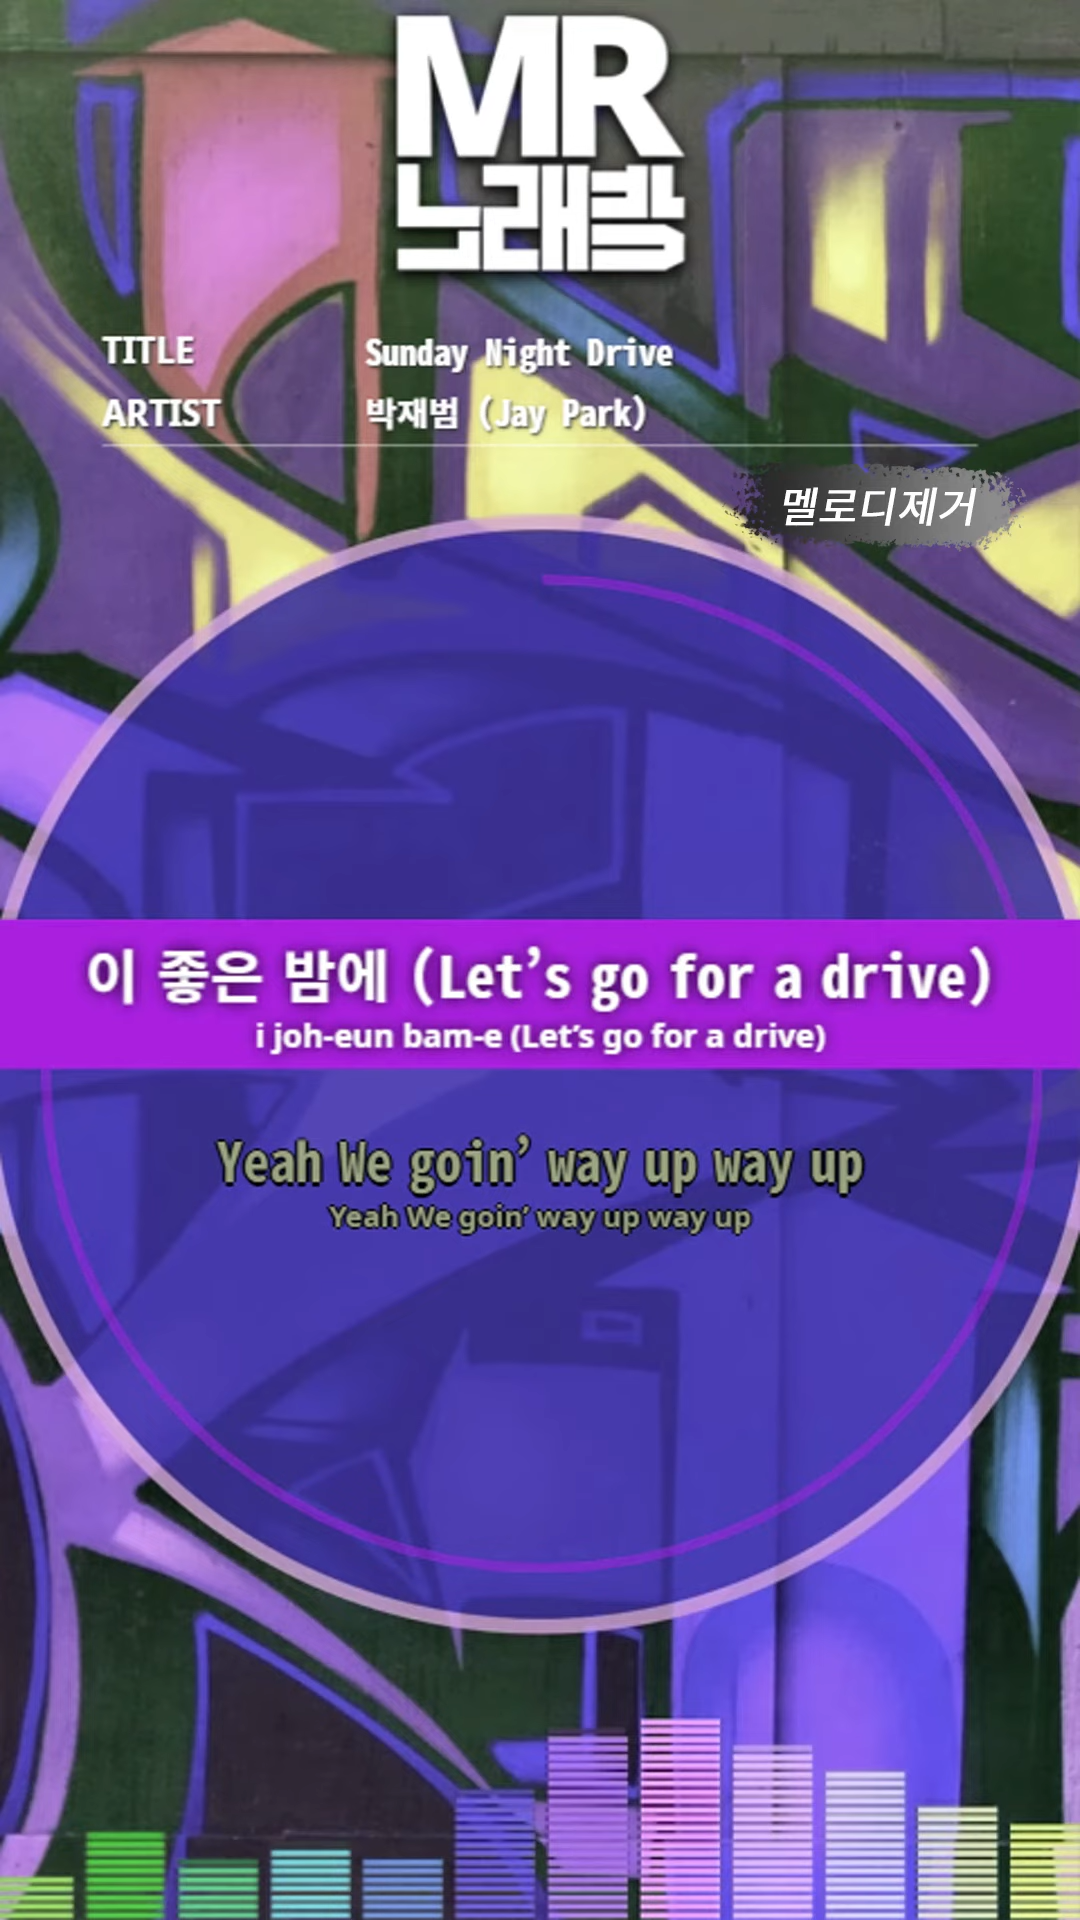 MR
노래방
TITLE Sunday Night Drive
ARTIST 박재범 (Jay Park)
멜로디제거
이 좋은 밤에 (Let’s go for a drive)
i joh-eun bam-e (Let’s go for a drive)
Yeah We goin’ way up way up
Yeah We goin’ way up way up